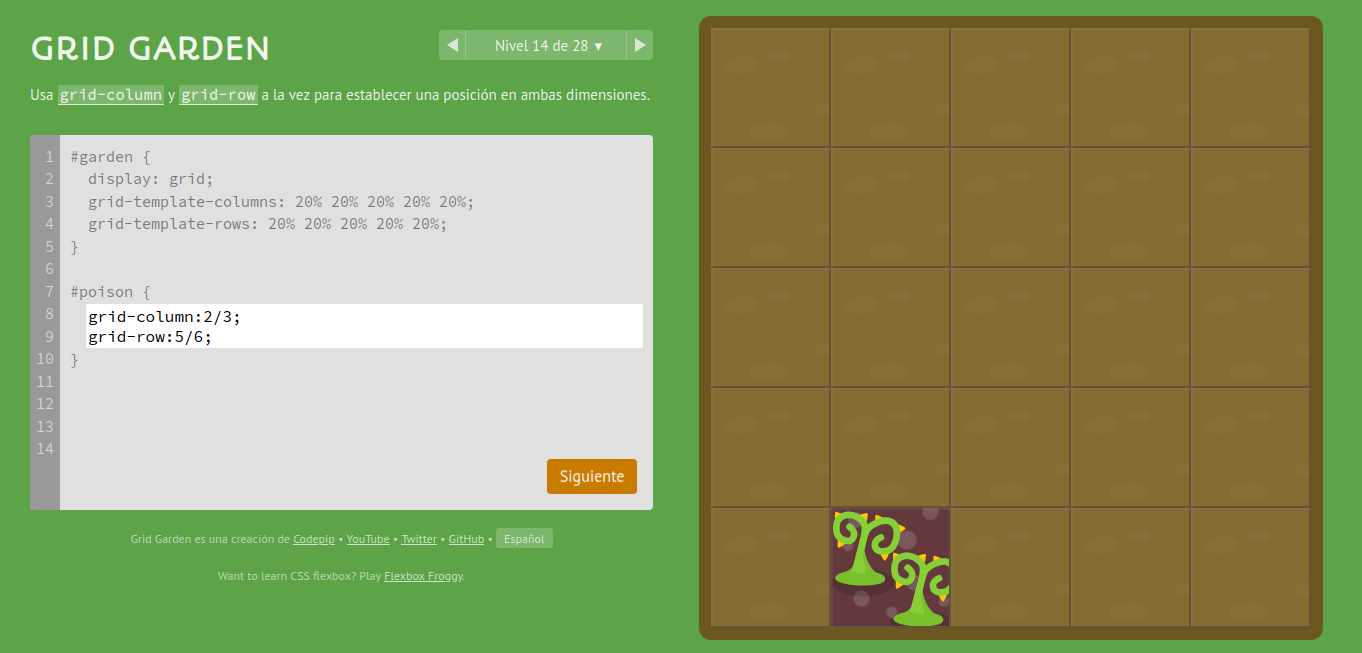 GRID GARDEN
◀ Nivel 14 de 28 ▼ ▶
Usa grid-column y grid-row a la vez para establecer una posición en ambas dimensiones.
1 #garden {
2 display: grid;
3 grid-template-columns: 20% 20% 20% 20% 20%;
4 grid-template-rows: 20% 20% 20% 20% 20%;
5 }
6
7 #poison {
8 grid-column:2/3;
9 grid-row:5/6;
10 }
11
12
13
14
Siguiente
Grid Garden es una creación de Codepip • YouTube • Twitter • GitHub • Español
Want to learn CSS flexbox? Play Flexbox Froggy.